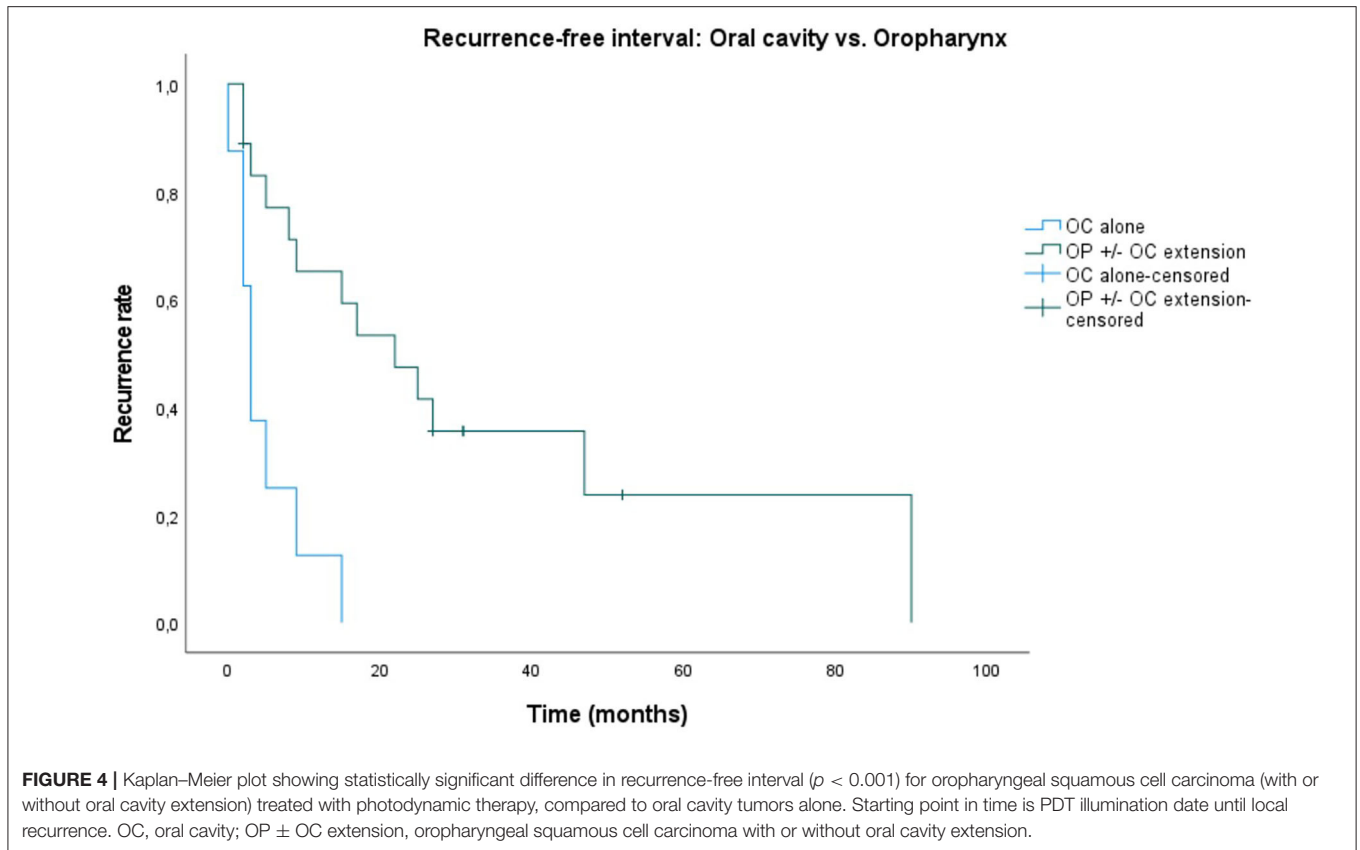 Recurrence-free interval: Oral cavity vs. Oropharynx
1,0
0,8
0,6
0,4
0,2
0,0
Recurrence rate
0 20 40 60 80 100
Time (months)
OC alone
OP +/- OC extension
OC alone-censored
OP +/- OC extension-
censored
FIGURE 4 | Kaplan–Meier plot showing statistically significant difference in recurrence-free interval (p < 0.001) for oropharyngeal squamous cell carcinoma (with or
without oral cavity extension) treated with photodynamic therapy, compared to oral cavity tumors alone. Starting point in time is PDT illumination date until local
recurrence. OC, oral cavity; OP ± OC extension, oropharyngeal squamous cell carcinoma with or without oral cavity extension.